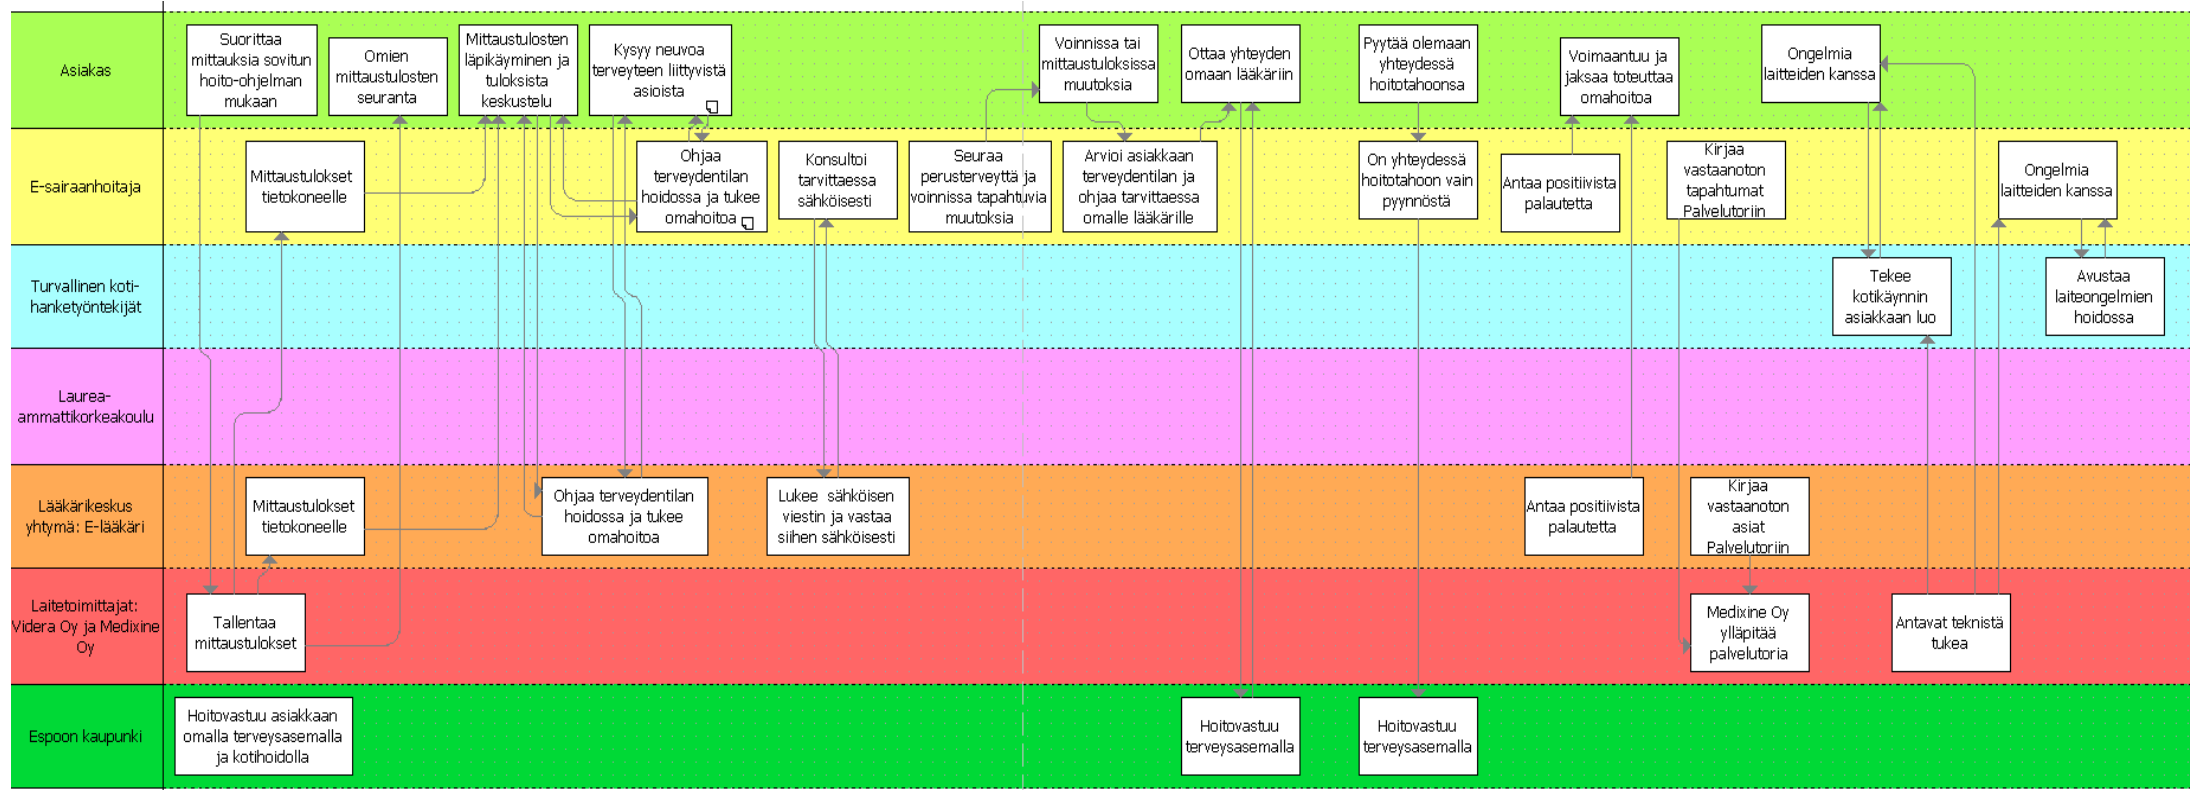 Asiakas
Suorittaa
mittauksia sovitun
hoito-ohjelman
mukaan
Omien
mittaustulosten
seuranta
Mittaustulosten
läpikäyminen ja
tuloksista
keskustelu
Kysyy neuvoa
terveyteen liittyvistä
asioista
Voinnissa tai
mittaustuloksissa
muutoksia
Ottaa yhteyden
omaan lääkäriin
Pyytää olemaan
yhteydessä
hoitotahoonsa
Voimaantuu ja
jaksaa toteuttaa
omahoitoa
Ongelmia
laitteiden kanssa
E-sairaanhoitaja
Mittaustulokset
tietokoneelle
Ohjaa
terveydentilan
hoidossa ja tukee
omahoitoa
Konsultoi
tarvittaessa
sähköisesti
Seuraa
perusterveyttä ja
voinnissa tapahtuvia
muutoksia
Arvioi asiakkaan
terveydentilan ja
ohjaa tarvittaessa
omalle lääkärille
On yhteydessä
hoitotahoon vain
pyynnöstä
Antaa positiivista
palautetta
Kirjaa
vastaanoton
tapahtumat
Palvelutoriin
Ongelmia
laitteiden kanssa
Turvallinen koti-
hanketyöntekijät
Tekee
kotikäynnin
asiakkaan luo
Avustaa
laiteongelmien
hoidossa
Laurea-
ammattikorkeakoulu
Lääkärikeskus
yhtymä: E-lääkäri
Mittaustulokset
tietokoneelle
Ohjaa terveydentilan
hoidossa ja tukee
omahoitoa
Lukee sähköisen
viestin ja vastaa
siihen sähköisesti
Antaa positiivista
palautetta
Kirjaa
vastaanoton
asiat
Palvelutoriin
Laitetoimittajat:
Videra Oy ja Medixine
Oy
Tallentaa
mittaustulokset
Medixine Oy
ylläpitää
palvelutoria
Antavat teknistä
tukea
Espoon kaupunki
Hoitovastuu asiakkaan
omalla terveysasemalla
ja kotihoidolla
Hoitovastuu
terveysasemalla
Hoitovastuu
terveysasemalla